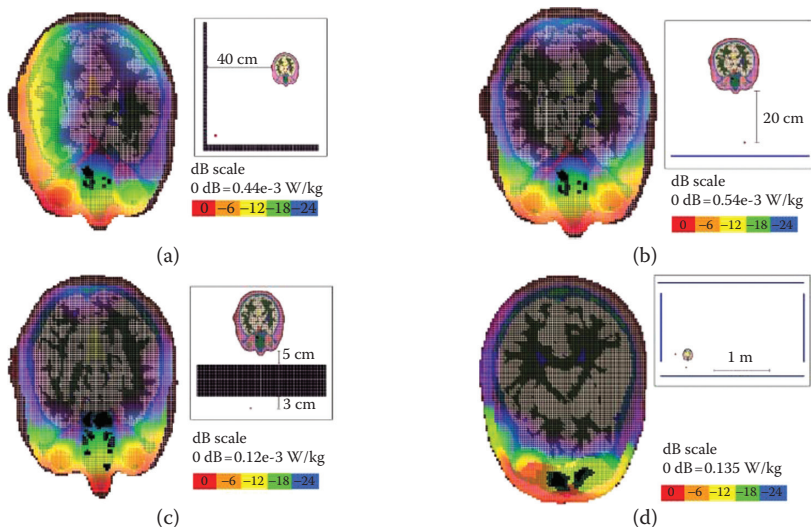 40 cm
dB scale
0 dB=0.44e-3 W/kg
0 −6 −12 −18 −24
(a)
20 cm
dB scale
0 dB=0.54e-3 W/kg
0 −6 −12 −18 −24
(b)
5 cm
3 cm
dB scale
0 dB=0.12e-3 W/kg
0 −6 −12 −18 −24
(c)
1 m
dB scale
0 dB=0.135 W/kg
0 −6 −12 −18 −24
(d)